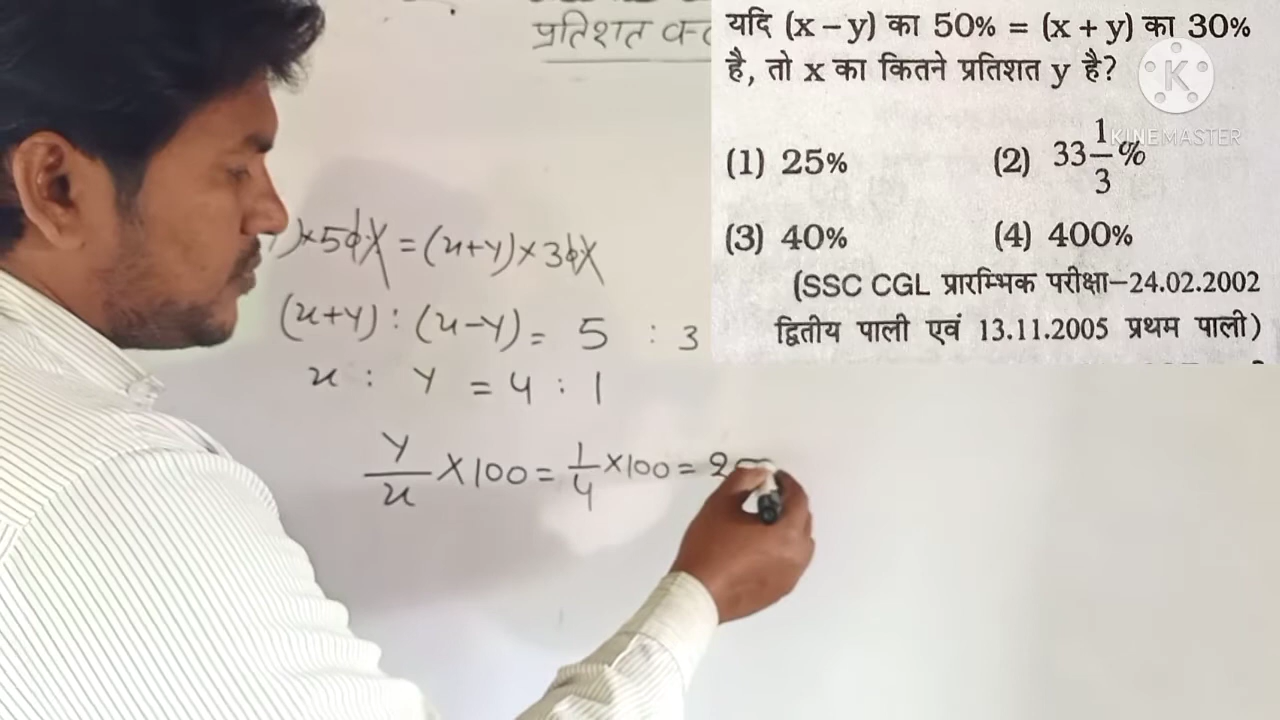 प्रतिशत
यदि (x – y) का 50% = (x + y) का 30%
है, तो x का कितने प्रतिशत y है?
KINEMASTER
(1) 25% (2) 33 1/3 %
(3) 40% (4) 400%
(SSC CGL प्रारम्भिक परीक्षा–24.02.2002
द्वितीय पाली एवं 13.11.2005 प्रथम पाली)
)×50% = (x+y)×30%
(x+y) : (x-y) = 5 : 3
x : y = 4 : 1
y/x ×100 = 1/4 ×100 = 2